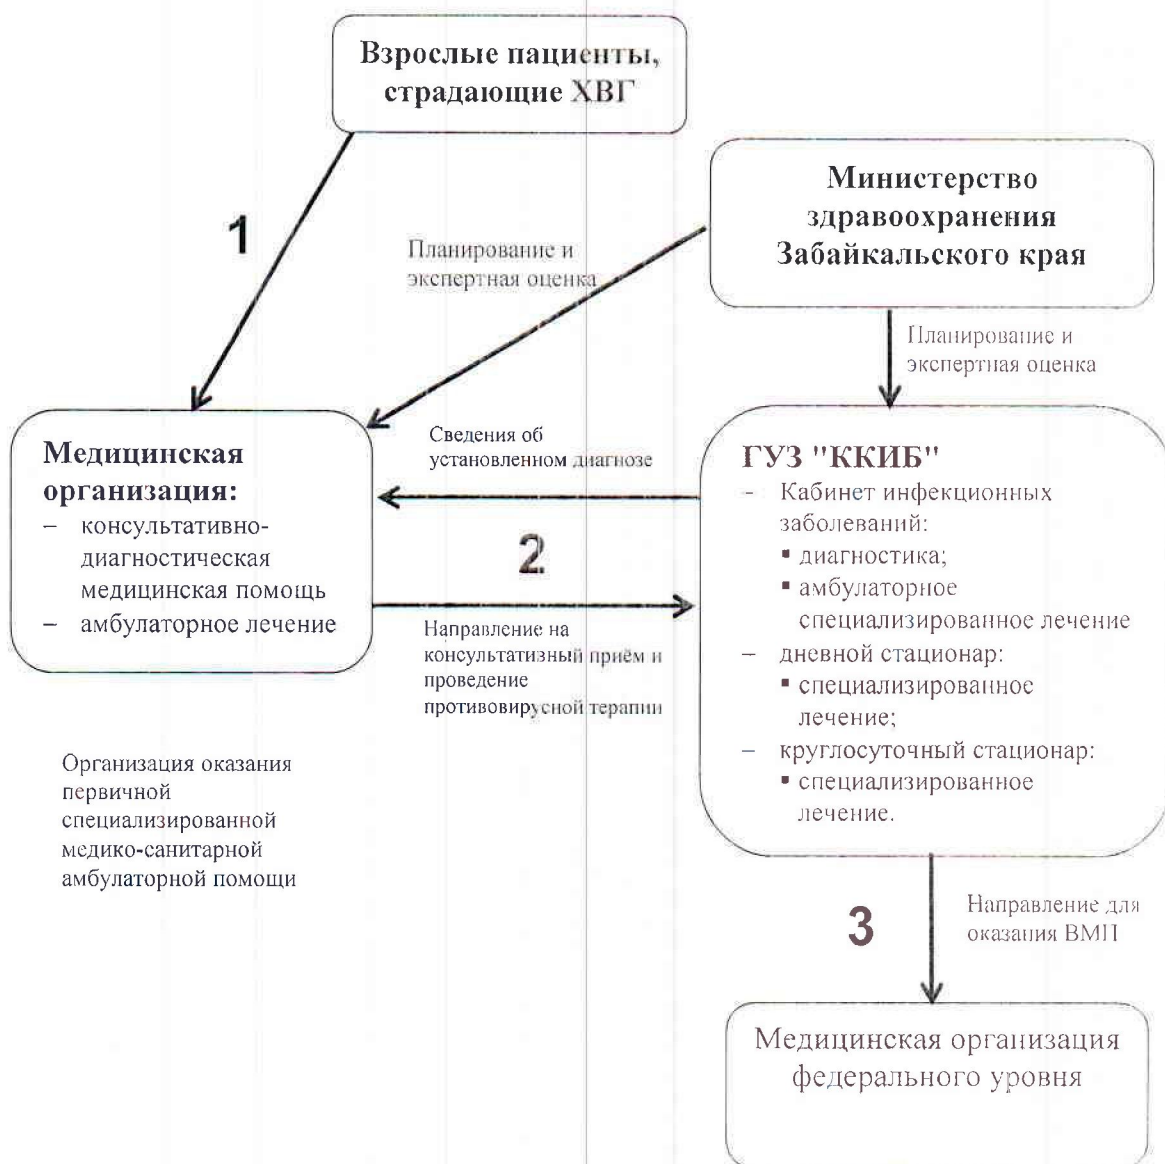 Взрослые пациенты,
страдающие ХВГ
Министерство
здравоохранения
Забайкальского края
1
Планирование и
экспертная оценка
Планирование и
экспертная оценка
Медицинская
организация:
– консультативно-
диагностическая
медицинская помощь
– амбулаторное лечение
Сведения об
установленном диагнозе
2
Направление на
консультативный приём и
проведение
противовирусной терапии
ГУЗ "ККИБ"
- Кабинет инфекционных
заболеваний:
▪ диагностика;
▪ амбулаторное
специализированное лечение
– дневной стационар:
▪ специализированное
лечение;
– круглосуточный стационар:
▪ специализированное
лечение.
Организация оказания
первичной
специализированной
медико-санитарной
амбулаторной помощи
3
Направление для
оказания ВМП
Медицинская организация
федерального уровня